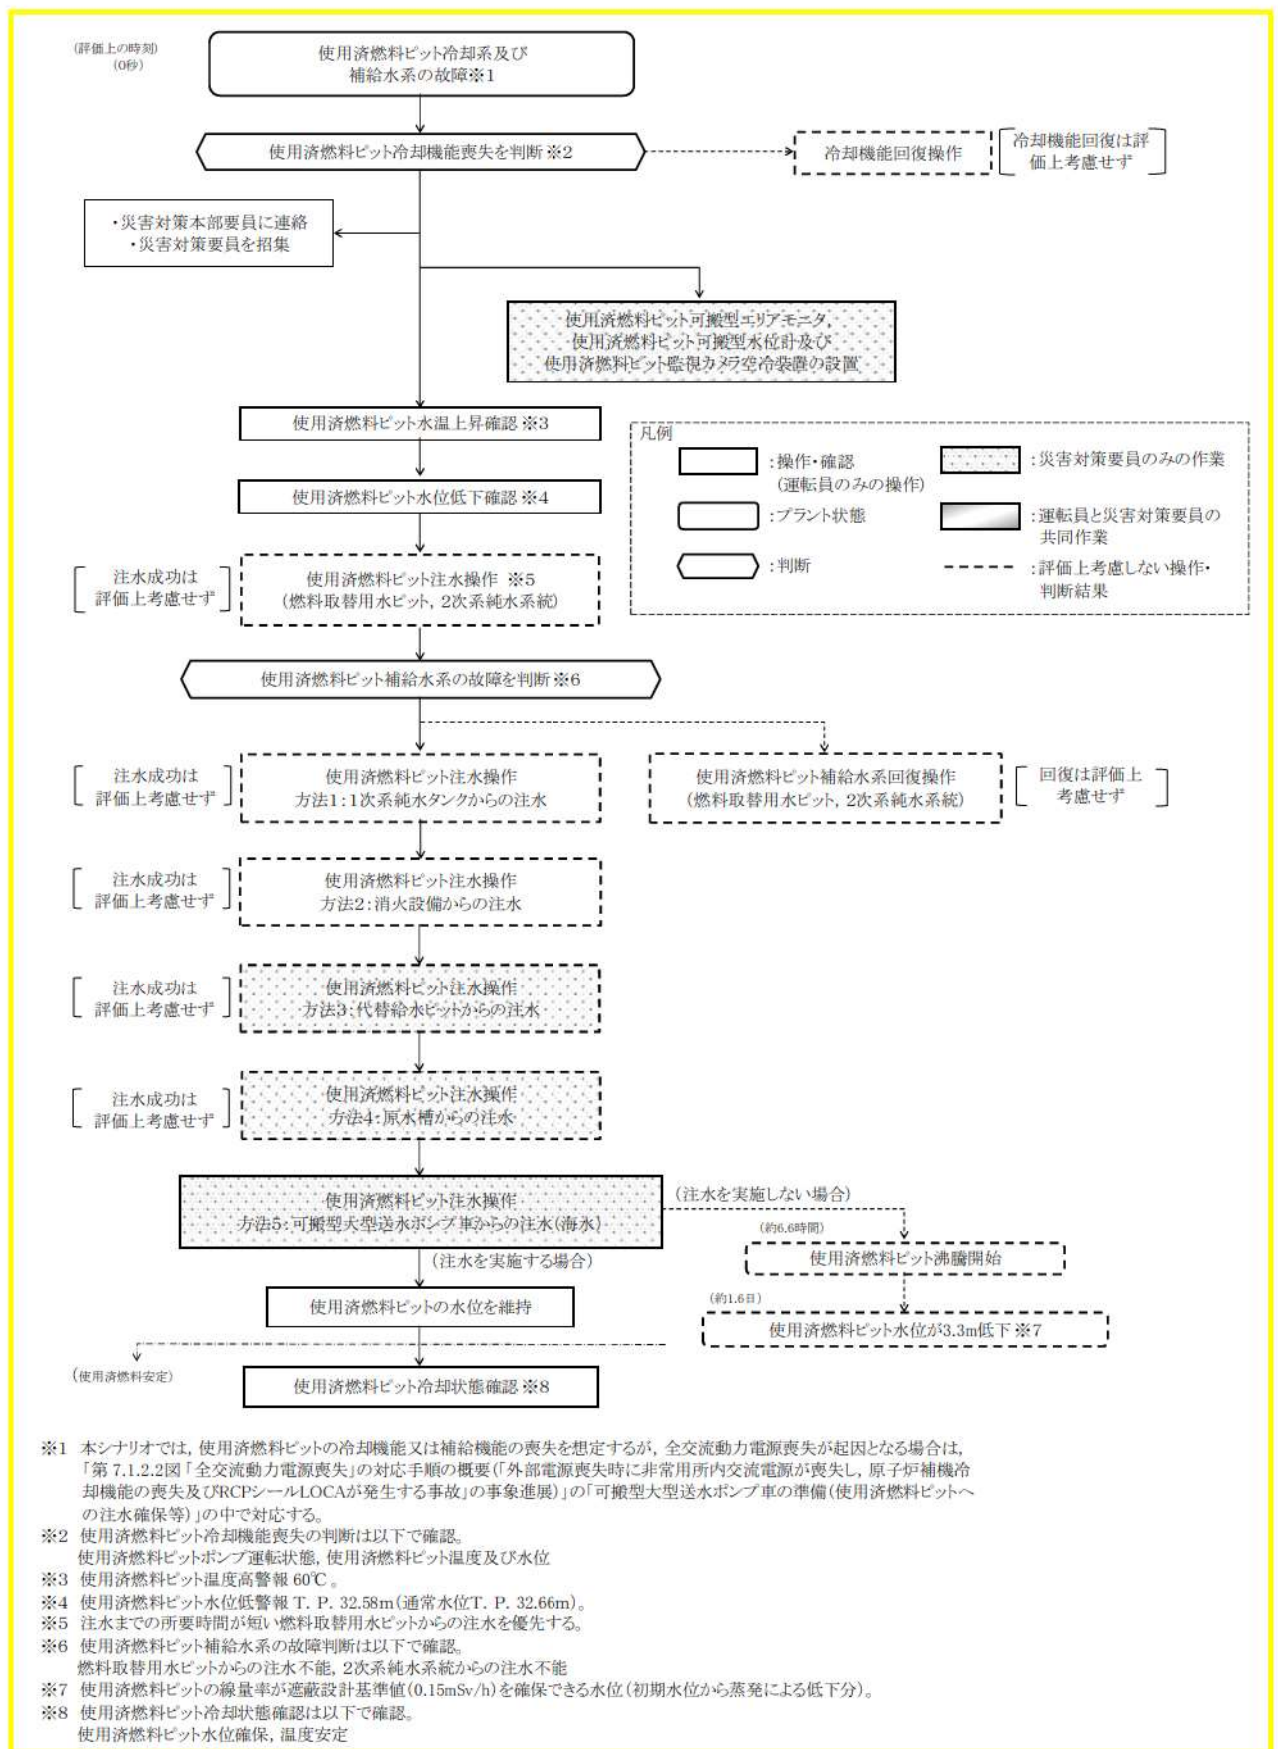 (評価上の時刻)
(0秒)
使用済燃料ピット冷却系及び
補給水系の故障※1
使用済燃料ピット冷却機能喪失を判断※2
冷却機能回復操作
冷却機能回復は評
価上考慮せず
・災害対策本部要員に連絡
・災害対策要員を招集
使用済燃料ピット可搬型エリアモニタ,
使用済燃料ピット可搬型水位計及び
使用済燃料ピット監視カメラ空冷装置の設置
使用済燃料ピット水温上昇確認※3
使用済燃料ピット水位低下確認※4
凡例
:操作・確認
(運転員のみの操作)
:災害対策要員のみの作業
:プラント状態
:運転員と災害対策要員の
共同作業
:判断
:評価上考慮しない操作・
判断結果
注水成功は
評価上考慮せず
使用済燃料ピット注水操作 ※5
(燃料取替用水ピット, 2次系純水系統)
使用済燃料ピット補給水系の故障を判断※6
注水成功は
評価上考慮せず
使用済燃料ピット注水操作
方法1:1次系純水タンクからの注水
使用済燃料ピット補給水系回復操作
(燃料取替用水ピット, 2次系純水系統)
回復は評価上
考慮せず
注水成功は
評価上考慮せず
使用済燃料ピット注水操作
方法2:消火設備からの注水
注水成功は
評価上考慮せず
使用済燃料ピット注水操作
方法3:代替給水ピットからの注水
注水成功は
評価上考慮せず
使用済燃料ピット注水操作
方法4:原水槽からの注水
使用済燃料ピット注水操作
方法5:可搬型大型送水ポンプ車からの注水(海水)
(注水を実施しない場合)
(約6.6時間)
使用済燃料ピット沸騰開始
(注水を実施する場合)
使用済燃料ピットの水位を維持
(約1.6日)
使用済燃料ピット水位が3.3m低下※7
(使用済燃料安定)
使用済燃料ピット冷却状態確認※8
※1 本シナリオでは, 使用済燃料ピットの冷却機能又は補給機能の喪失を想定するが, 全交流動力電源喪失が起因となる場合は,
「第 7.1.2.2図「全交流動力電源喪失」の対応手順の概要(「外部電源喪失時に非常用所内交流電源が喪失し, 原子炉補機冷
却機能の喪失及びRCPシールLOCAが発生する事故」の事象進展)」の「可搬型大型送水ポンプ車の準備(使用済燃料ピットへ
の注水確保等)」の中で対応する。
※2 使用済燃料ピット冷却機能喪失の判断は以下で確認。
使用済燃料ピットポンプ運転状態, 使用済燃料ピット温度及び水位
※3 使用済燃料ピット温度高警報 60℃。
※4 使用済燃料ピット水位低警報 T. P. 32.58m(通常水位T. P. 32.66m)。
※5 注水までの所要時間が短い燃料取替用水ピットからの注水を優先する。
※6 使用済燃料ピット補給水系の故障判断は以下で確認。
燃料取替用水ピットからの注水不能, 2次系純水系統からの注水不能
※7 使用済燃料ピットの線量率が遮蔽設計基準値(0.15mSv/h)を確保できる水位(初期水位から蒸発による低下分)。
※8 使用済燃料ピット冷却状態確認は以下で確認。
使用済燃料ピット水位確保, 温度安定